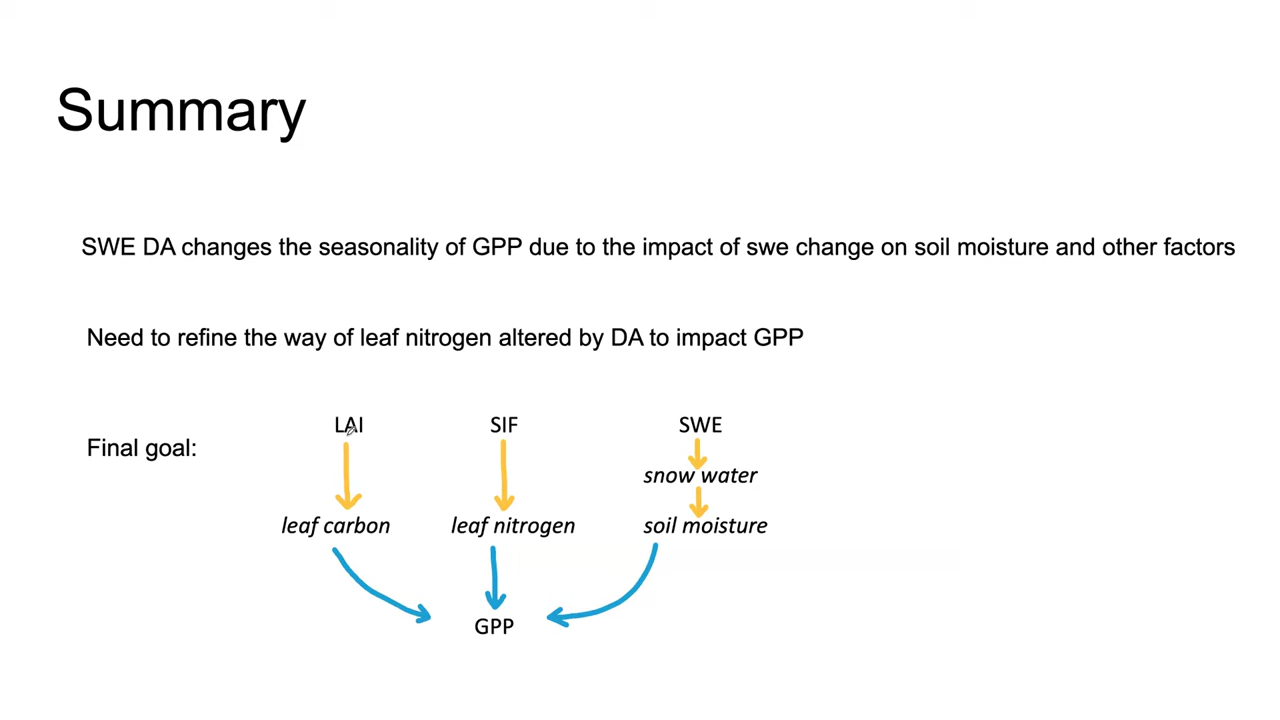 Summary
SWE DA changes the seasonality of GPP due to the impact of swe change on soil moisture and other factors
Need to refine the way of leaf nitrogen altered by DA to impact GPP
Final goal:
LAI SIF SWE
snow water
leaf carbon leaf nitrogen soil moisture
GPP